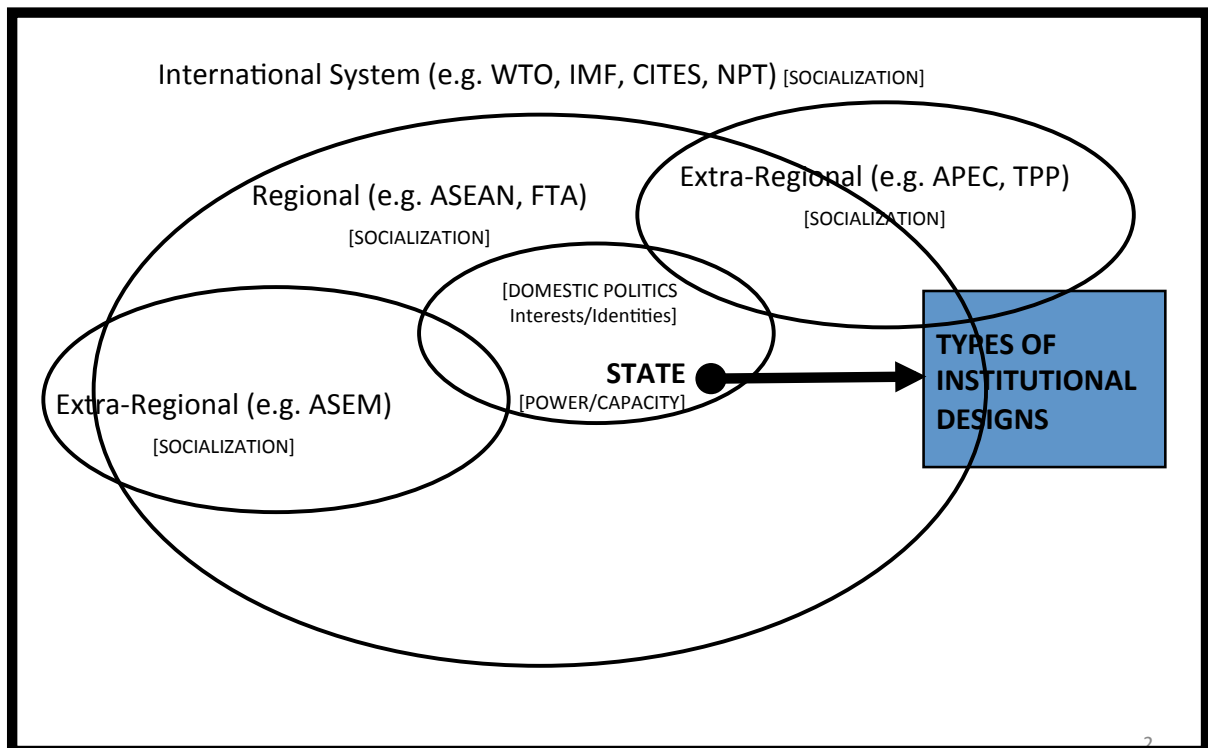 International System (e.g. WTO, IMF, CITES, NPT) [SOCIALIZATION]
Extra-Regional (e.g. APEC, TPP)
[SOCIALIZATION]
Regional (e.g. ASEAN, FTA)
[SOCIALIZATION]
[DOMESTIC POLITICS
Interests/Identities]
STATE
[POWER/CAPACITY]
TYPES OF
INSTITUTIONAL
DESIGNS
Extra-Regional (e.g. ASEM)
[SOCIALIZATION]
2